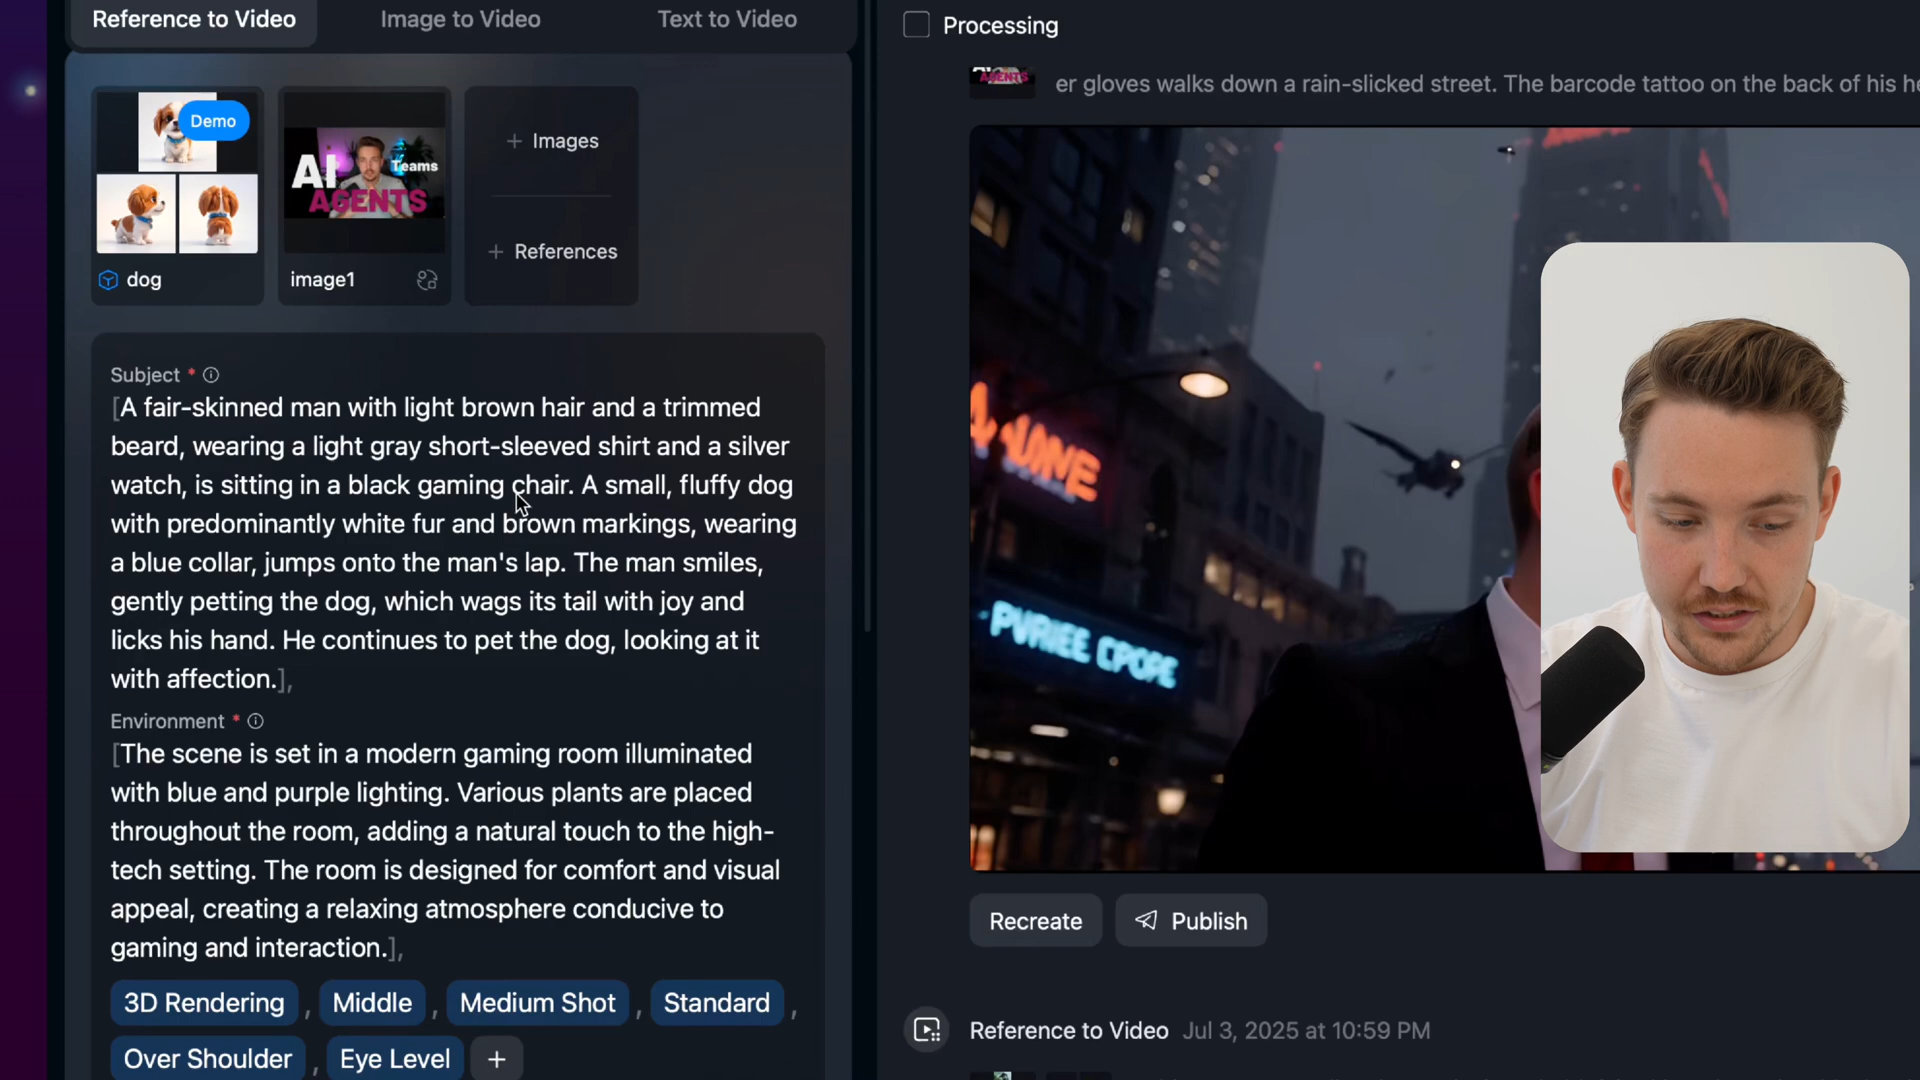 Reference to Video
Image to Video
Text to Video
Demo
AI
Teams
AGENTS
dog
image1
+ Images
+ References
Subject *
[A fair-skinned man with light brown hair and a trimmed
beard, wearing a light gray short-sleeved shirt and a silver
watch, is sitting in a black gaming chair. A small, fluffy dog
with predominantly white fur and brown markings, wearing
a blue collar, jumps onto the man's lap. The man smiles,
gently petting the dog, which wags its tail with joy and
licks his hand. He continues to pet the dog, looking at it
with affection.],
Environment *
[The scene is set in a modern gaming room illuminated
with blue and purple lighting. Various plants are placed
throughout the room, adding a natural touch to the high-
tech setting. The room is designed for comfort and visual
appeal, creating a relaxing atmosphere conducive to
gaming and interaction.],
3D Rendering , Middle , Medium Shot , Standard ,
Over Shoulder , Eye Level +
Processing
AGENTS
er gloves walks down a rain-slicked street. The barcode tattoo on the back of his he
PVRIEE CPOPE
Recreate
Publish
Reference to Video Jul 3, 2025 at 10:59 PM